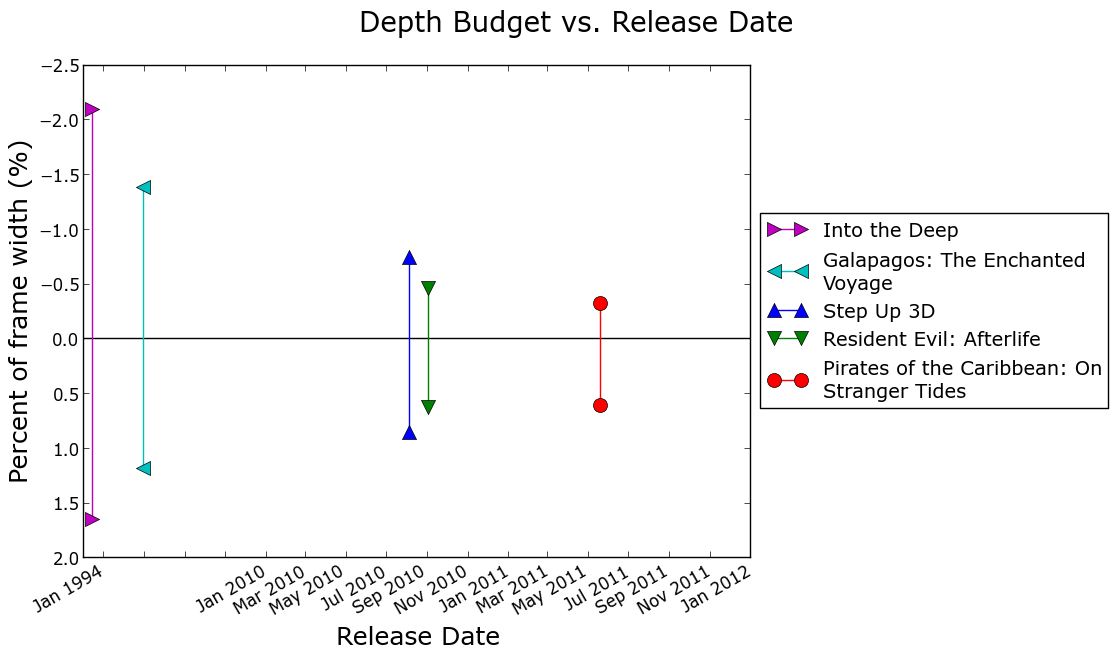 Depth Budget vs. Release Date
Percent of frame width (%)
−2.5
−2.0
−1.5
−1.0
−0.5
0.0
0.5
1.0
1.5
2.0
Jan 1994
Jan 2010
Mar 2010
May 2010
Jul 2010
Sep 2010
Nov 2010
Jan 2011
Mar 2011
May 2011
Jul 2011
Sep 2011
Nov 2011
Jan 2012
Release Date
Into the Deep
Galapagos: The Enchanted
Voyage
Step Up 3D
Resident Evil: Afterlife
Pirates of the Caribbean: On
Stranger Tides